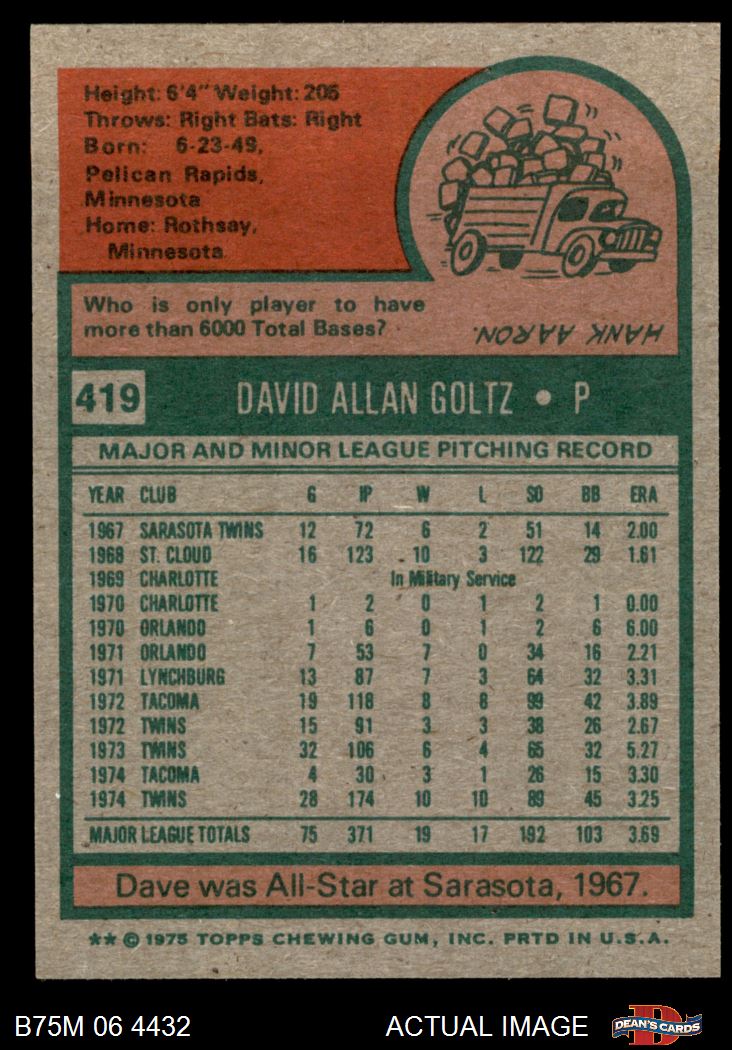 Height: 6'4" Weight: 205
Throws: Right Bats: Right
Born: 6-23-49,
Pelican Rapids,
Minnesota
Home: Rothsay,
Minnesota
Who is only player to have
more than 6000 Total Bases?
HANK AARON.
419 DAVID ALLAN GOLTZ • P
MAJOR AND MINOR LEAGUE PITCHING RECORD
YEAR CLUB G IP W L SO BB ERA
1967 SARASOTA TWINS 12 72 6 2 51 14 2.00
1968 ST. CLOUD 16 123 10 3 122 29 1.61
1969 CHARLOTTE In Military Service
1970 CHARLOTTE 1 2 0 1 2 1 0.00
1970 ORLANDO 1 6 0 1 2 6 6.00
1971 ORLANDO 7 53 7 0 34 16 2.21
1971 LYNCHBURG 13 87 7 3 64 32 3.31
1972 TACOMA 19 118 8 8 99 42 3.89
1972 TWINS 15 91 3 3 38 26 2.67
1973 TWINS 32 106 6 4 65 32 5.27
1974 TACOMA 4 30 3 1 26 15 3.30
1974 TWINS 28 174 10 10 89 45 3.25
MAJOR LEAGUE TOTALS 75 371 19 17 192 103 3.69
Dave was All-Star at Sarasota, 1967.
★★ © 1975 TOPPS CHEWING GUM, INC. PRTD IN U.S.A.
B75M 06 4432 ACTUAL IMAGE D DEAN'S CARDS